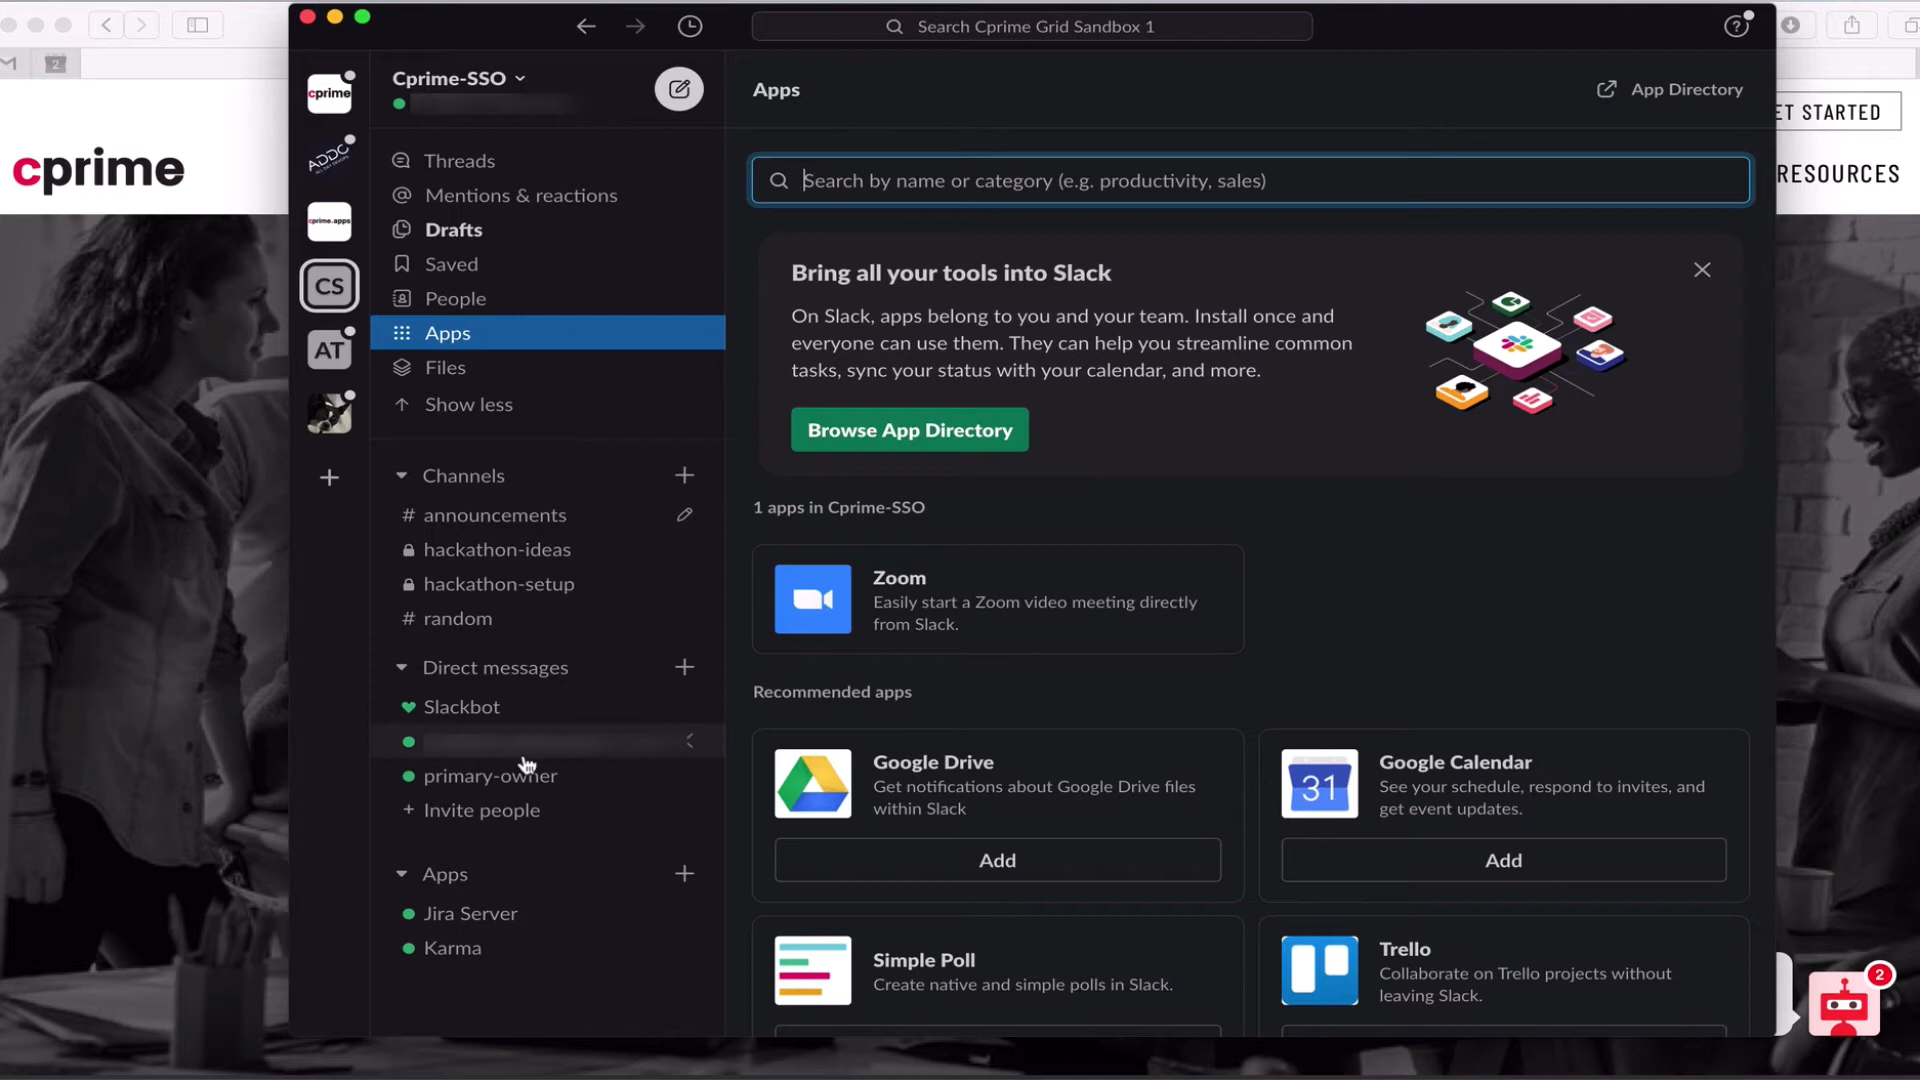 Search Cprime Grid Sandbox 1
2
cprime
GET STARTED
RESOURCES
cprime
ADDO
cprime.apps
CS
AT
Cprime-SSO
Threads
Mentions & reactions
Drafts
Saved
People
Apps
Files
Show less
Channels
# announcements
hackathon-ideas
hackathon-setup
# random
Direct messages
Slackbot
primary-owner
+ Invite people
Apps
Jira Server
Karma
Apps
App Directory
Search by name or category (e.g. productivity, sales)
Bring all your tools into Slack
On Slack, apps belong to you and your team. Install once and
everyone can use them. They can help you streamline common
tasks, sync your status with your calendar, and more.
Browse App Directory
1 apps in Cprime-SSO
Zoom
Easily start a Zoom video meeting directly
from Slack.
Recommended apps
Google Drive
Get notifications about Google Drive files
within Slack
Add
31
Google Calendar
See your schedule, respond to invites, and
get event updates.
Add
Simple Poll
Create native and simple polls in Slack.
Trello
Collaborate on Trello projects without
leaving Slack.
2